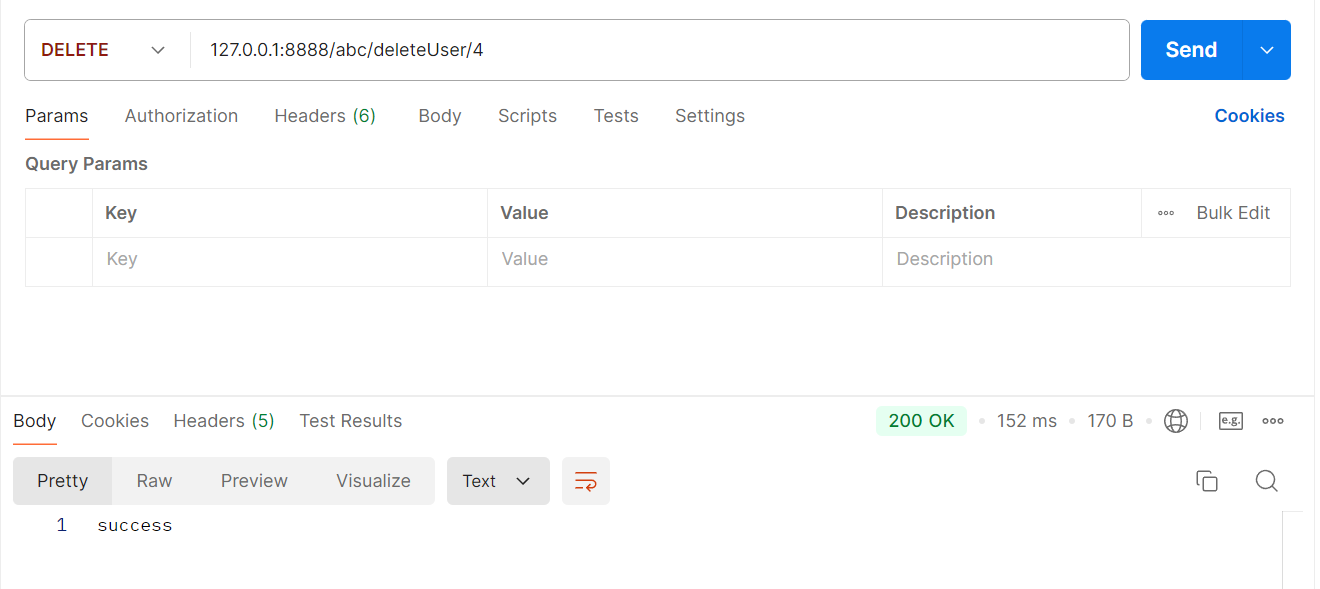 DELETE 127.0.0.1:8888/abc/deleteUser/4 Send
Params Authorization Headers (6) Body Scripts Tests Settings Cookies
Query Params
Key Value Description Bulk Edit
Key Value Description
Body Cookies Headers (5) Test Results 200 OK 152 ms 170 B e.g.
Pretty Raw Preview Visualize Text
1 success